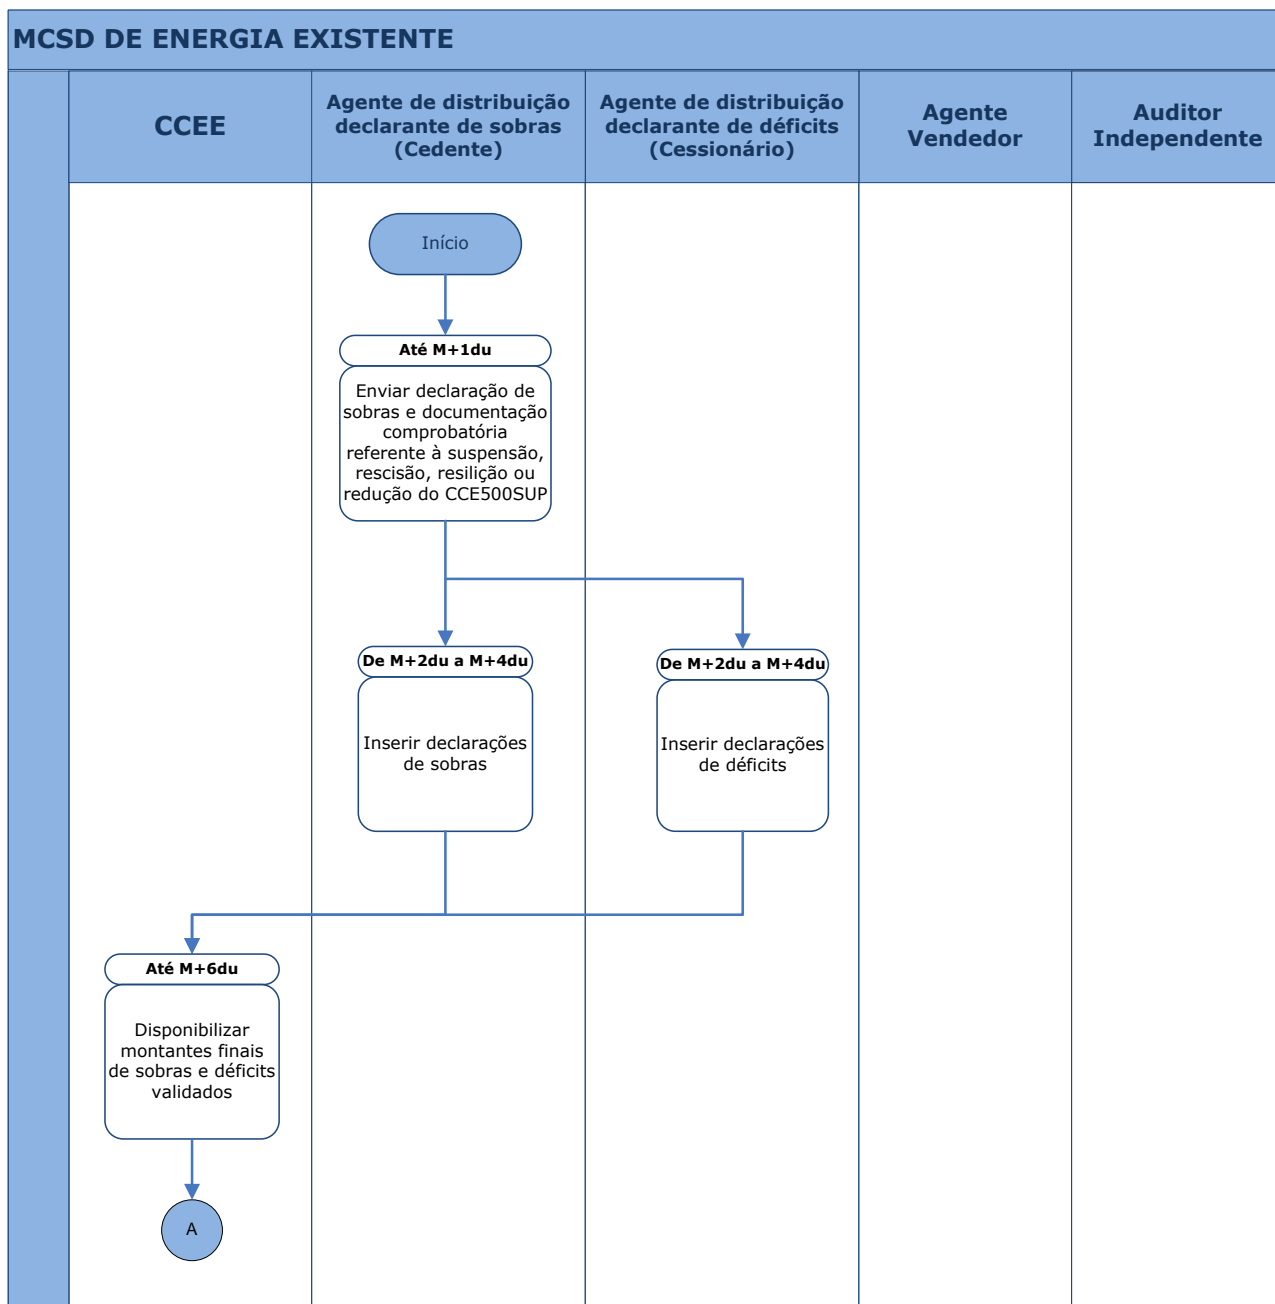 MCSD DE ENERGIA EXISTENTE
CCEE
Agente de distribuição
declarante de sobras
(Cedente)
Agente de distribuição
declarante de déficits
(Cessionário)
Agente
Vendedor
Auditor
Independente
Início
Até M+1du
Enviar declaração de
sobras e documentação
comprobatória
referente à suspensão,
rescisão, resilição ou
redução do CCE500SUP
De M+2du a M+4du
Inserir declarações
de sobras
De M+2du a M+4du
Inserir declarações
de déficits
Até M+6du
Disponibilizar
montantes finais
de sobras e déficits
validados
A